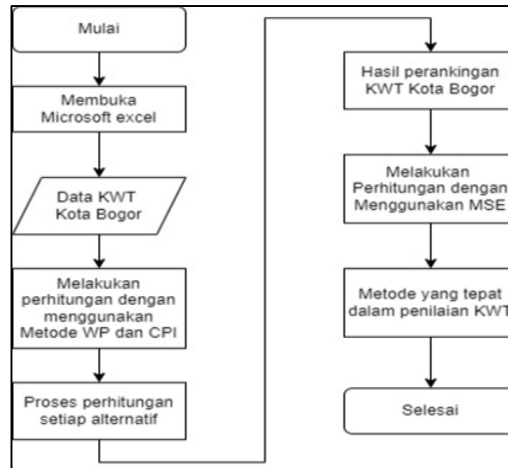 Mulai
Membuka
Microsoft excel
Data KWT
Kota Bogor
Melakukan
perhitungan dengan
menggunakan
Metode WP dan CPI
Proses perhitungan
setiap alternatif
Hasil perankingan
KWT Kota Bogor
Melakukan
Perhitungan dengan
Menggunakan MSE
Metode yang tepat
dalam penilaian KWT
Selesai